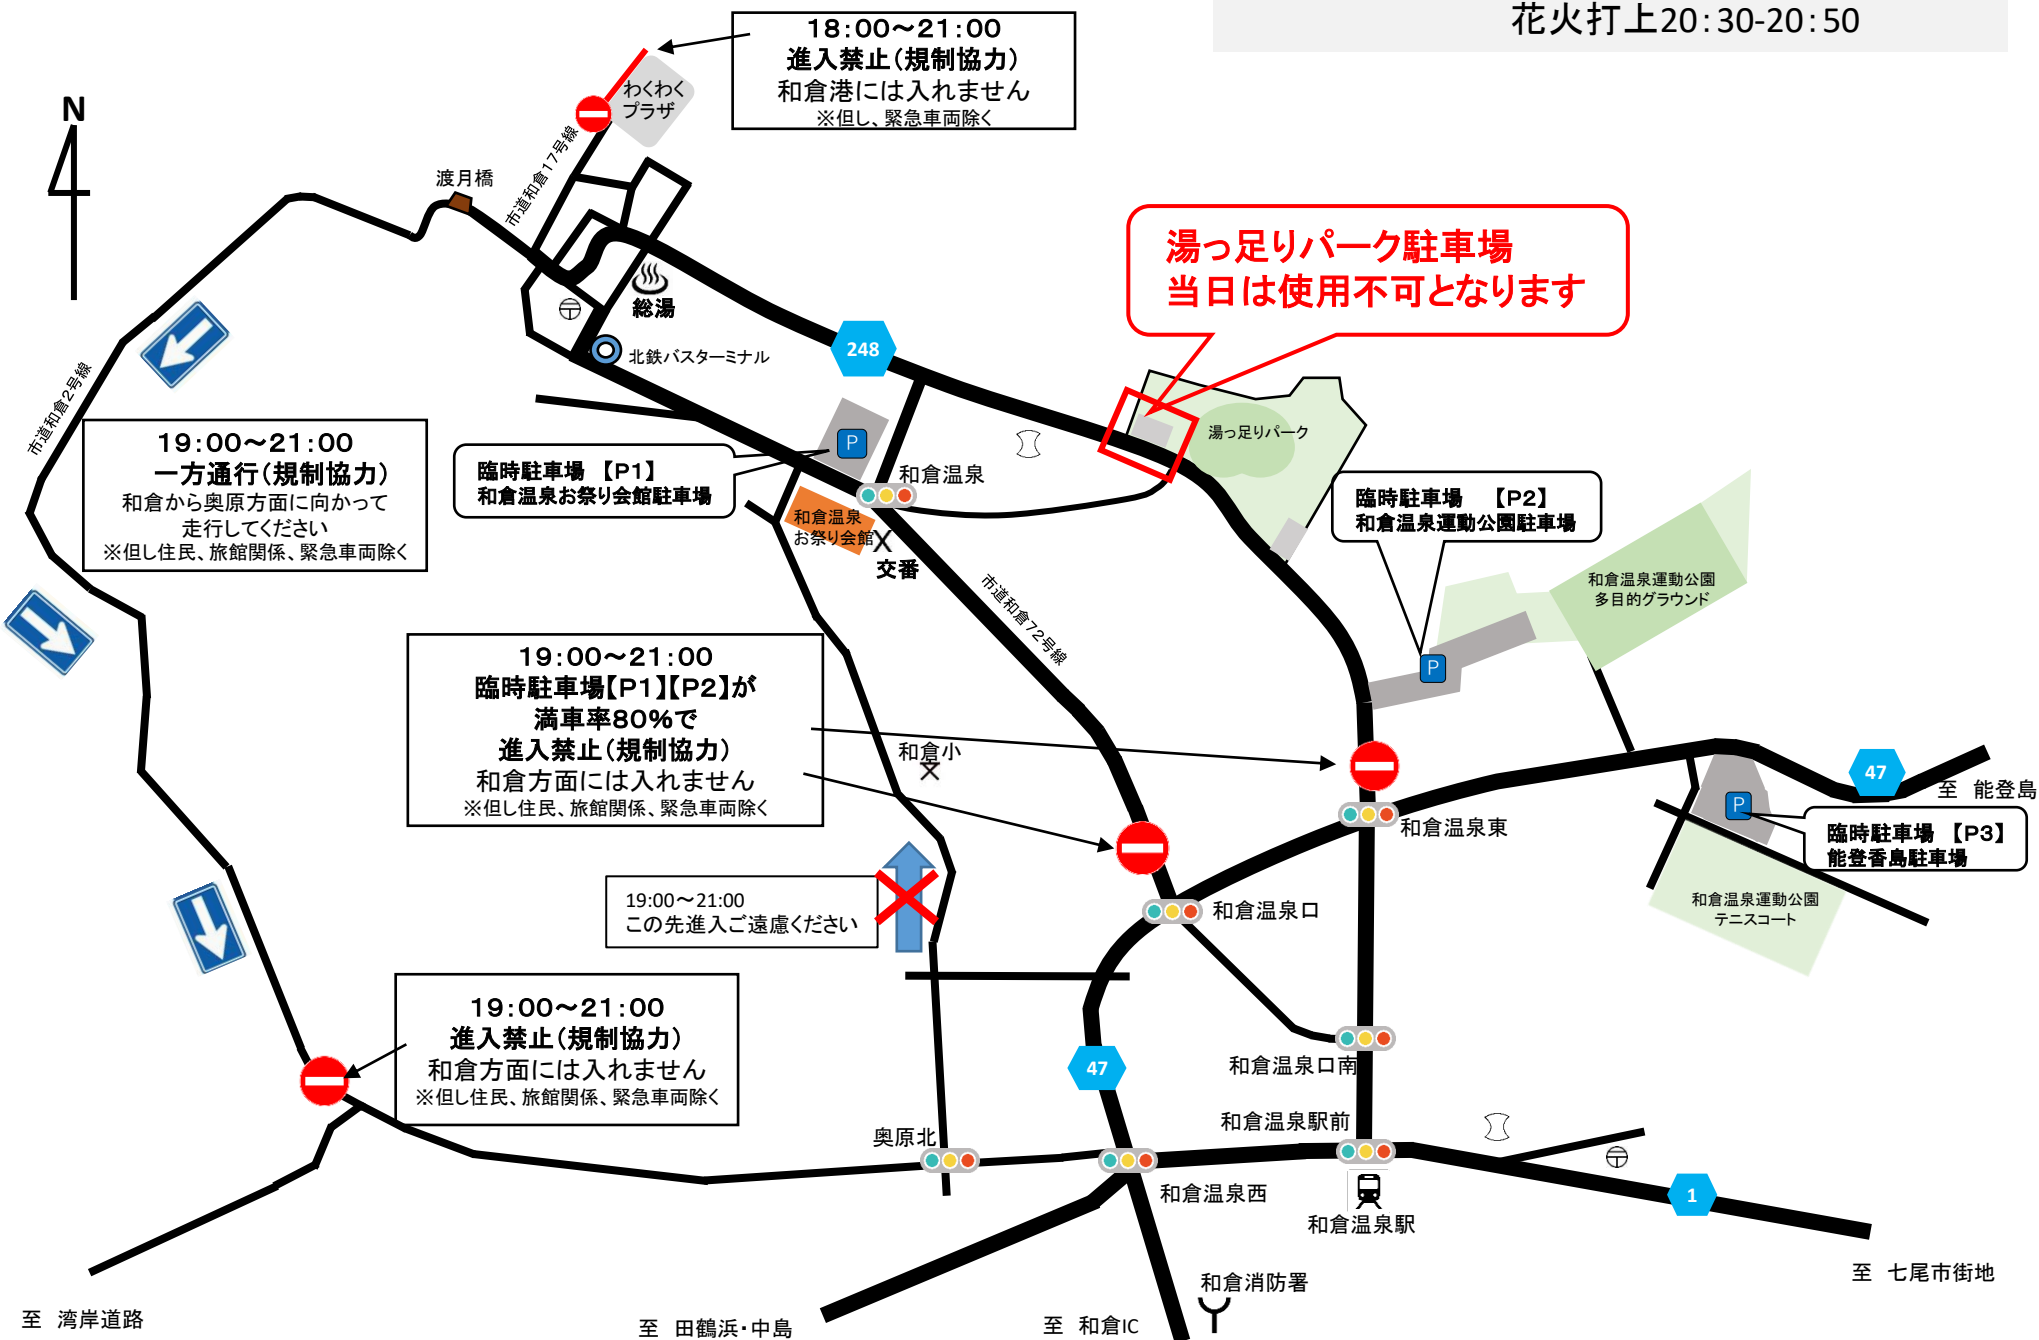 花火打上20:30-20:50
18:00～21:00
進入禁止(規制協力)
和倉港には入れません
※但し、緊急車両除く
わくわく
プラザ
N
市道和倉17号線
渡月橋
湯っ足りパーク駐車場
当日は使用不可となります
総湯
北鉄バスターミナル
248
市道和倉2号線
19:00～21:00
一方通行(規制協力)
和倉から奥原方面に向かって
走行してください
※但し住民、旅館関係、緊急車両除く
臨時駐車場 【P1】
和倉温泉お祭り会館駐車場
P
和倉温泉
和倉温泉
お祭り会館
交番
湯っ足りパーク
臨時駐車場 【P2】
和倉温泉運動公園駐車場
和倉温泉運動公園
多目的グラウンド
P
市道和倉72号線
19:00～21:00
臨時駐車場【P1】【P2】が
満車率80%で
進入禁止(規制協力)
和倉方面には入れません
※但し住民、旅館関係、緊急車両除く
和倉小
47
至 能登島
P
臨時駐車場 【P3】
能登香島駐車場
和倉温泉東
和倉温泉運動公園
テニスコート
19:00～21:00
この先進入ご遠慮ください
和倉温泉口
19:00～21:00
進入禁止(規制協力)
和倉方面には入れません
※但し住民、旅館関係、緊急車両除く
47
和倉温泉口南
和倉温泉駅前
奥原北
和倉温泉西
和倉温泉駅
1
至 七尾市街地
和倉消防署
至 湾岸道路
至 田鶴浜・中島
至 和倉IC